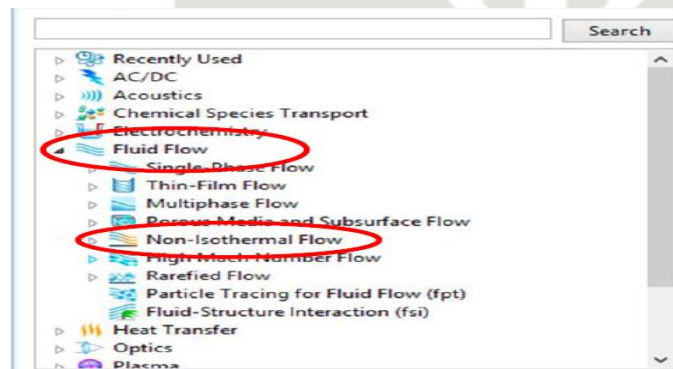 Search
Recently Used
AC/DC
Acoustics
Chemical Species Transport
Electrochemistry
Fluid Flow
Single-Phase Flow
Thin-Film Flow
Multiphase Flow
Porous Media and Subsurface Flow
Non-Isothermal Flow
High Mach Number Flow
Rarefied Flow
Particle Tracing for Fluid Flow (fpt)
Fluid-Structure Interaction (fsi)
Heat Transfer
Optics
Plasma